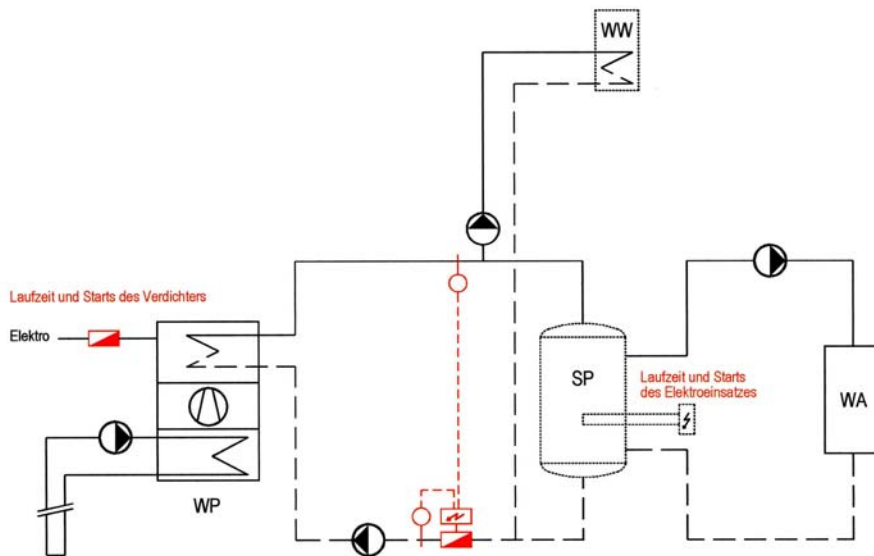 WW
Laufzeit und Starts des Verdichters
Elektro
SP
Laufzeit und Starts
des Elektroeinsatzes
WA
WP